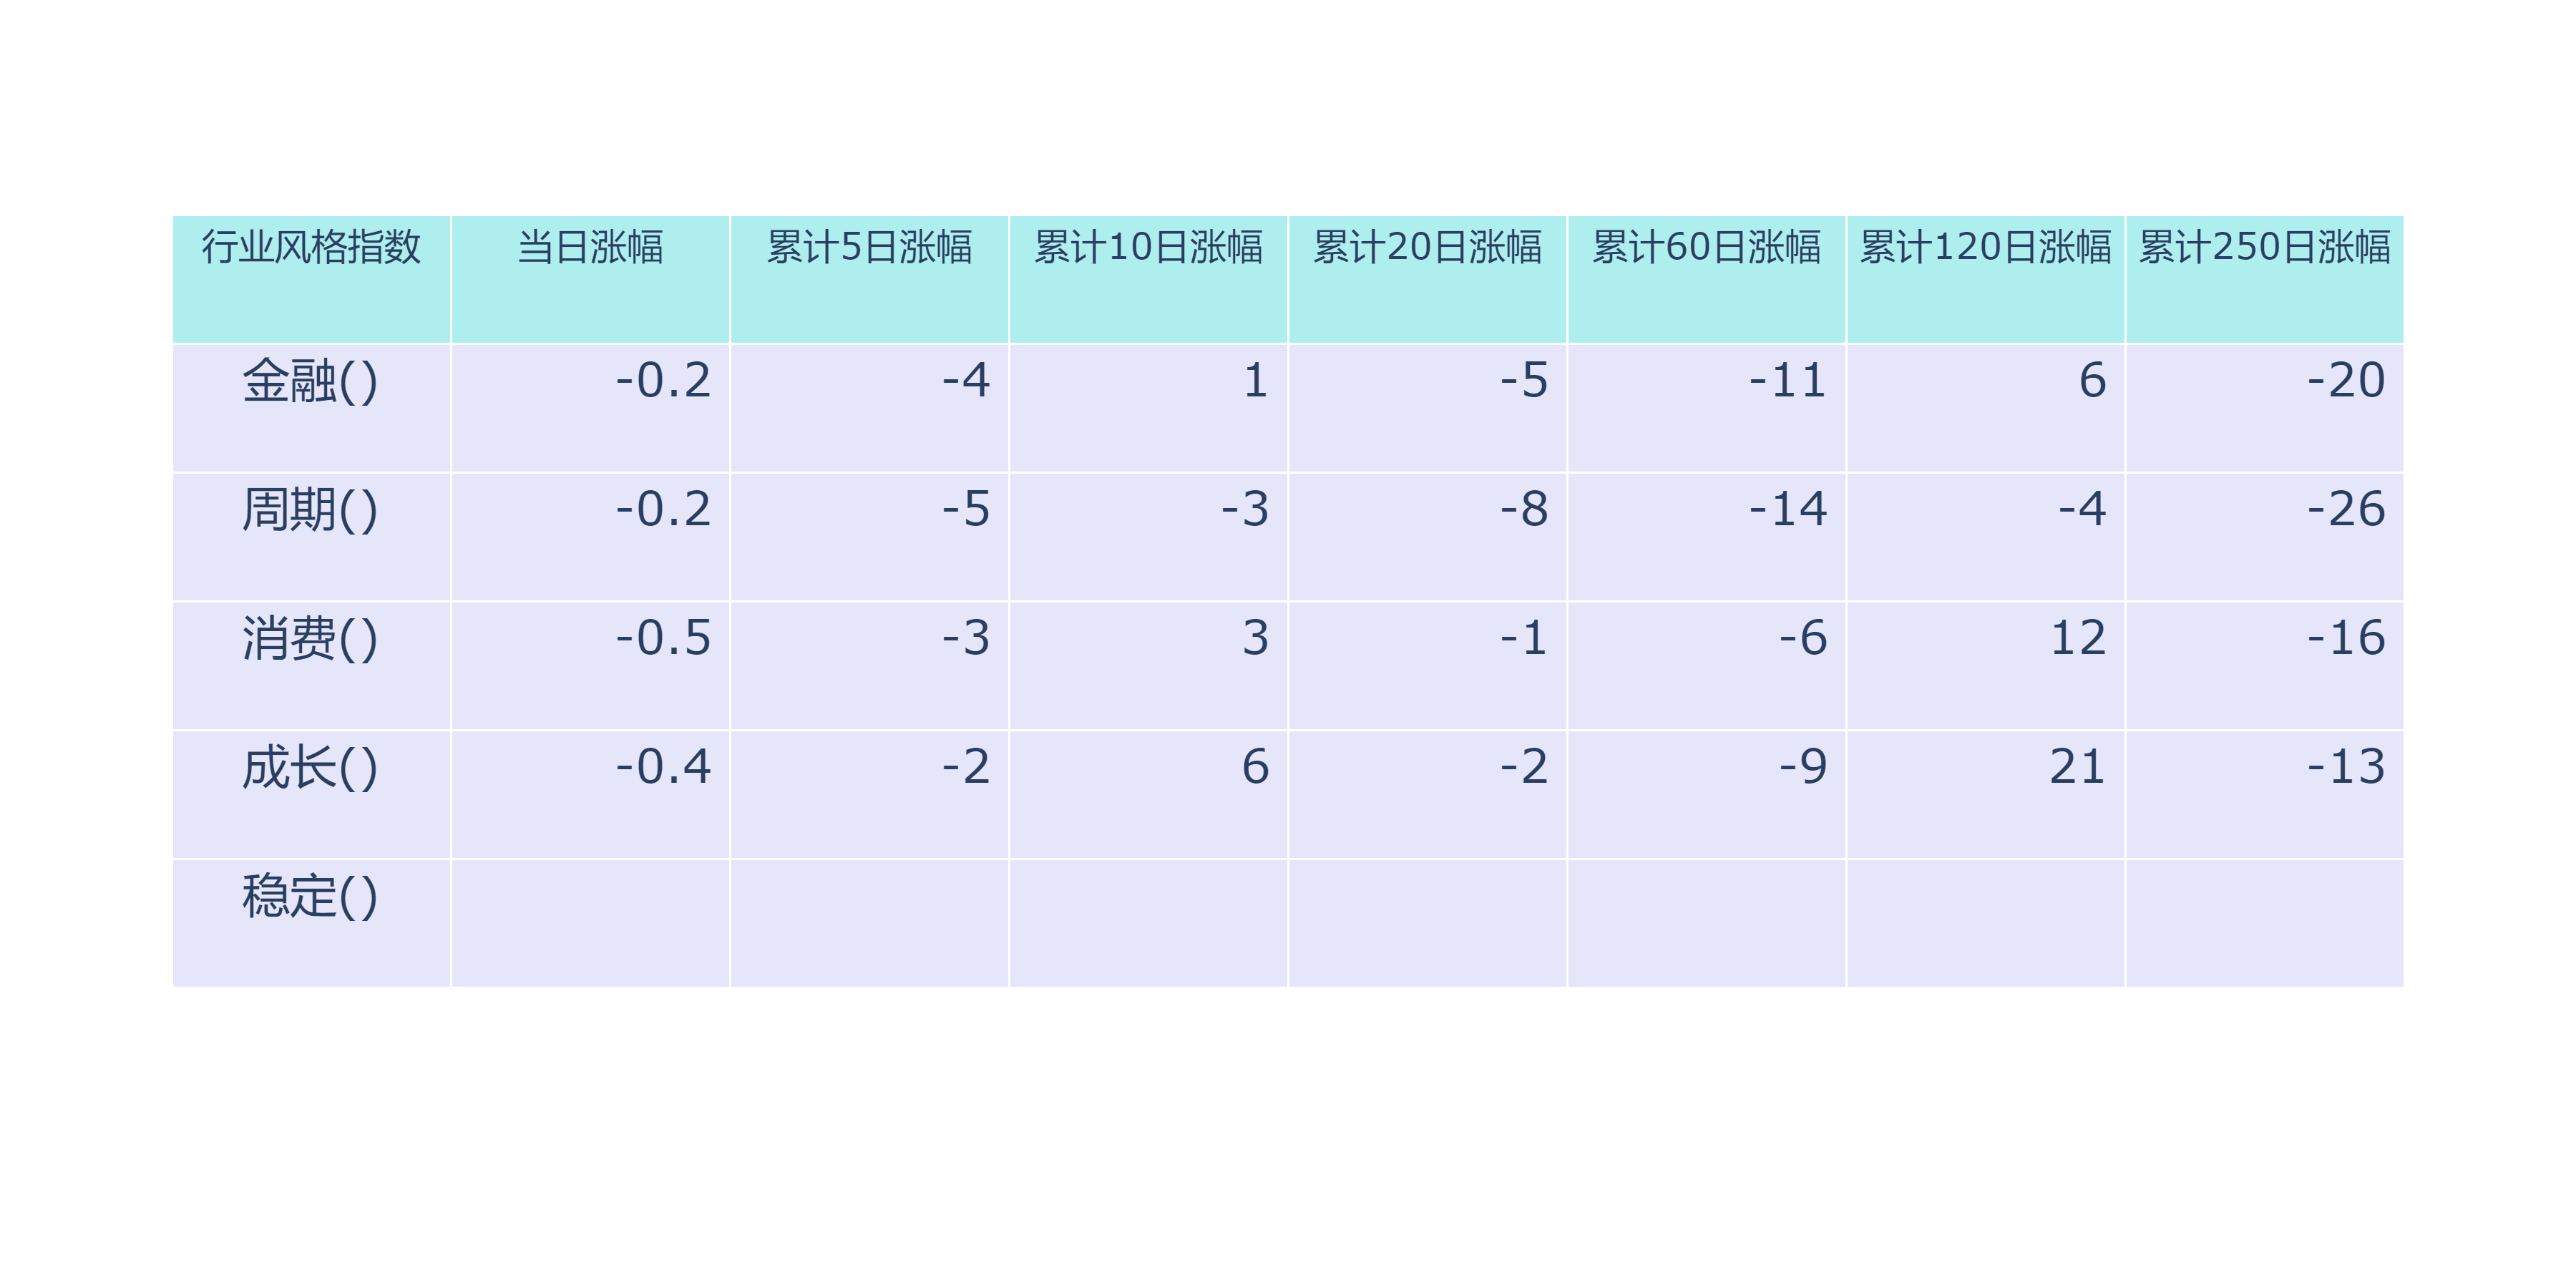 行业风格指数 当日涨幅 累计5日涨幅 累计10日涨幅 累计20日涨幅 累计60日涨幅 累计120日涨幅 累计250日涨幅
金融() -0.2 -4 1 -5 -11 6 -20
周期() -0.2 -5 -3 -8 -14 -4 -26
消费() -0.5 -3 3 -1 -6 12 -16
成长() -0.4 -2 6 -2 -9 21 -13
稳定()